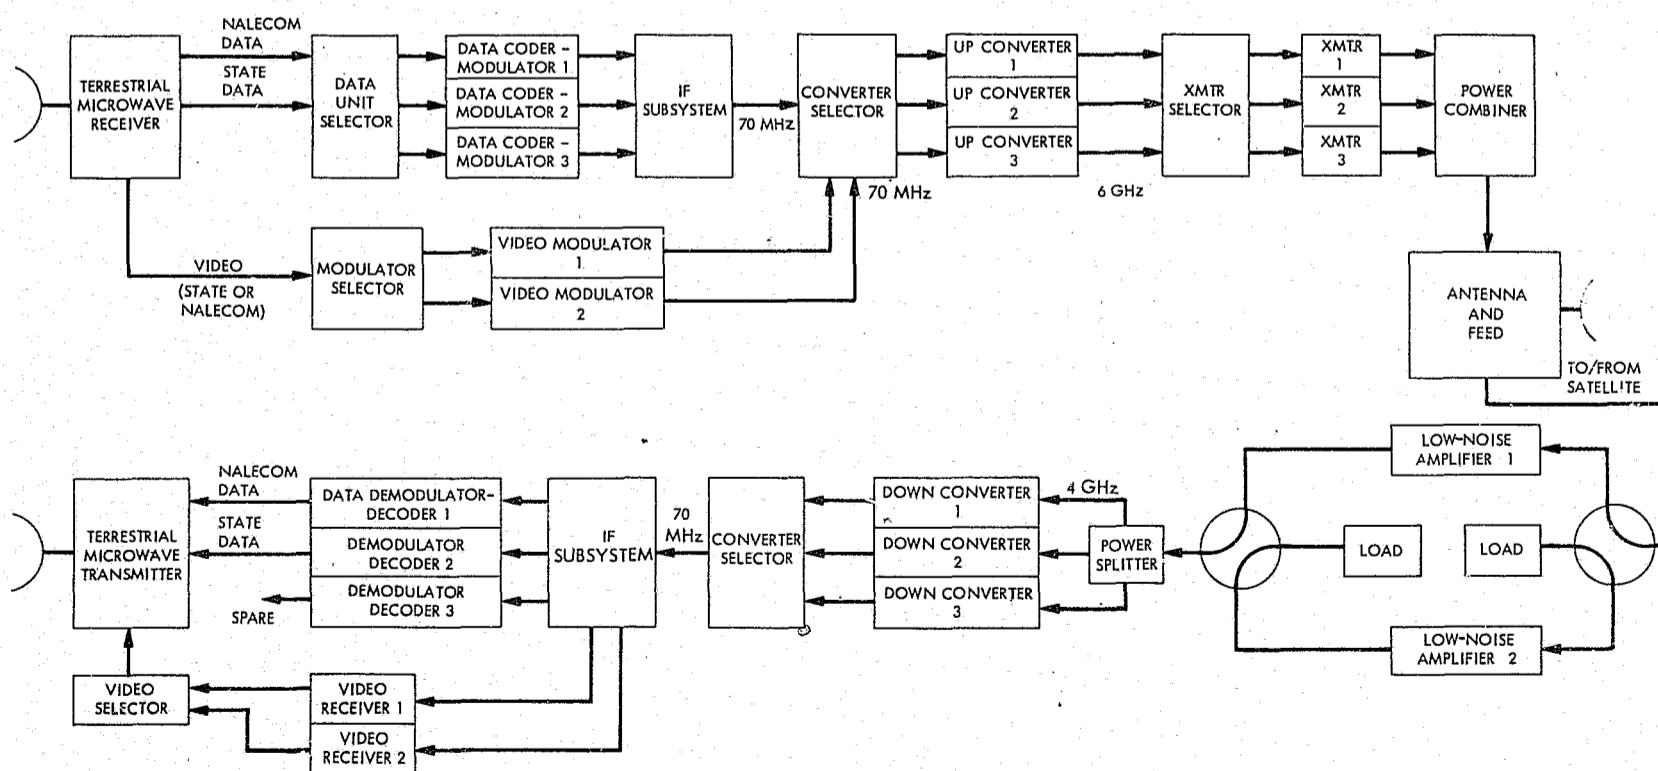 NALECOM
DATA
STATE
DATA
TERRESTRIAL
MICROWAVE
RECEIVER
DATA
UNIT
SELECTOR
DATA CODER -
MODULATOR 1
DATA CODER -
MODULATOR 2
DATA CODER -
MODULATOR 3
IF
SUBSYSTEM
70 MHz
CONVERTER
SELECTOR
70 MHz
UP CONVERTER
1
UP CONVERTER
2
UP CONVERTER
3
6 GHz
XMTR
SELECTOR
XMTR
1
XMTR
2
XMTR
3
POWER
COMBINER
VIDEO
(STATE OR
NALECOM)
MODULATOR
SELECTOR
VIDEO MODULATOR
1
VIDEO MODULATOR
2
ANTENNA
AND
FEED
TO/FROM
SATELLITE
NALECOM
DATA
STATE
DATA
TERRESTRIAL
MICROWAVE
TRANSMITTER
DATA DEMODULATOR-
DECODER 1
DEMODULATOR
DECODER 2
DEMODULATOR
DECODER 3
SPARE
IF
SUBSYSTEM
70
MHz
CONVERTER
SELECTOR
DOWN CONVERTER
1
DOWN CONVERTER
2
DOWN CONVERTER
3
4 GHz
POWER
SPLITTER
LOW-NOISE
AMPLIFIER 1
LOAD
LOAD
LOW-NOISE
AMPLIFIER 2
VIDEO
SELECTOR
VIDEO
RECEIVER 1
VIDEO
RECEIVER 2